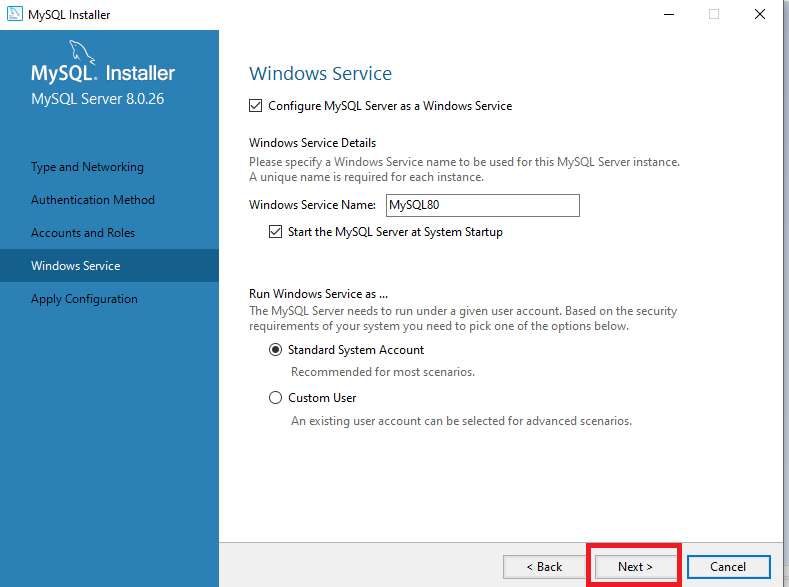 MySQL Installer
MySQL. Installer
MySQL Server 8.0.26
Type and Networking
Authentication Method
Accounts and Roles
Windows Service
Apply Configuration
Windows Service
Configure MySQL Server as a Windows Service
Windows Service Details
Please specify a Windows Service name to be used for this MySQL Server instance.
A unique name is required for each instance.
Windows Service Name: MySQL80
Start the MySQL Server at System Startup
Run Windows Service as ...
The MySQL Server needs to run under a given user account. Based on the security
requirements of your system you need to pick one of the options below.
Standard System Account
Recommended for most scenarios.
Custom User
An existing user account can be selected for advanced scenarios.
< Back Next > Cancel